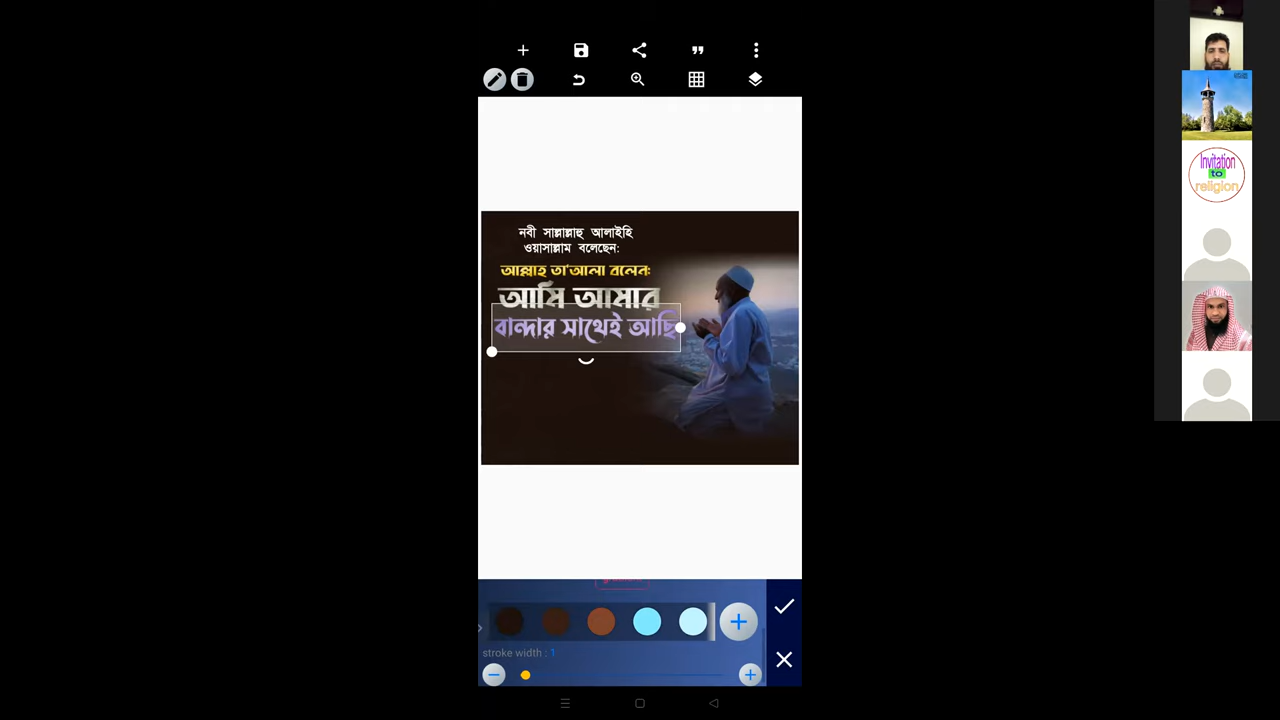 নবী সাল্লাল্লাহু আলাইহি
ওয়াসাল্লাম বলেছেন:
আল্লাহ তা'আলা বলেন:
আমি আমার
বান্দার সাথেই আছি
stroke width : 1
Invitation
to
religion